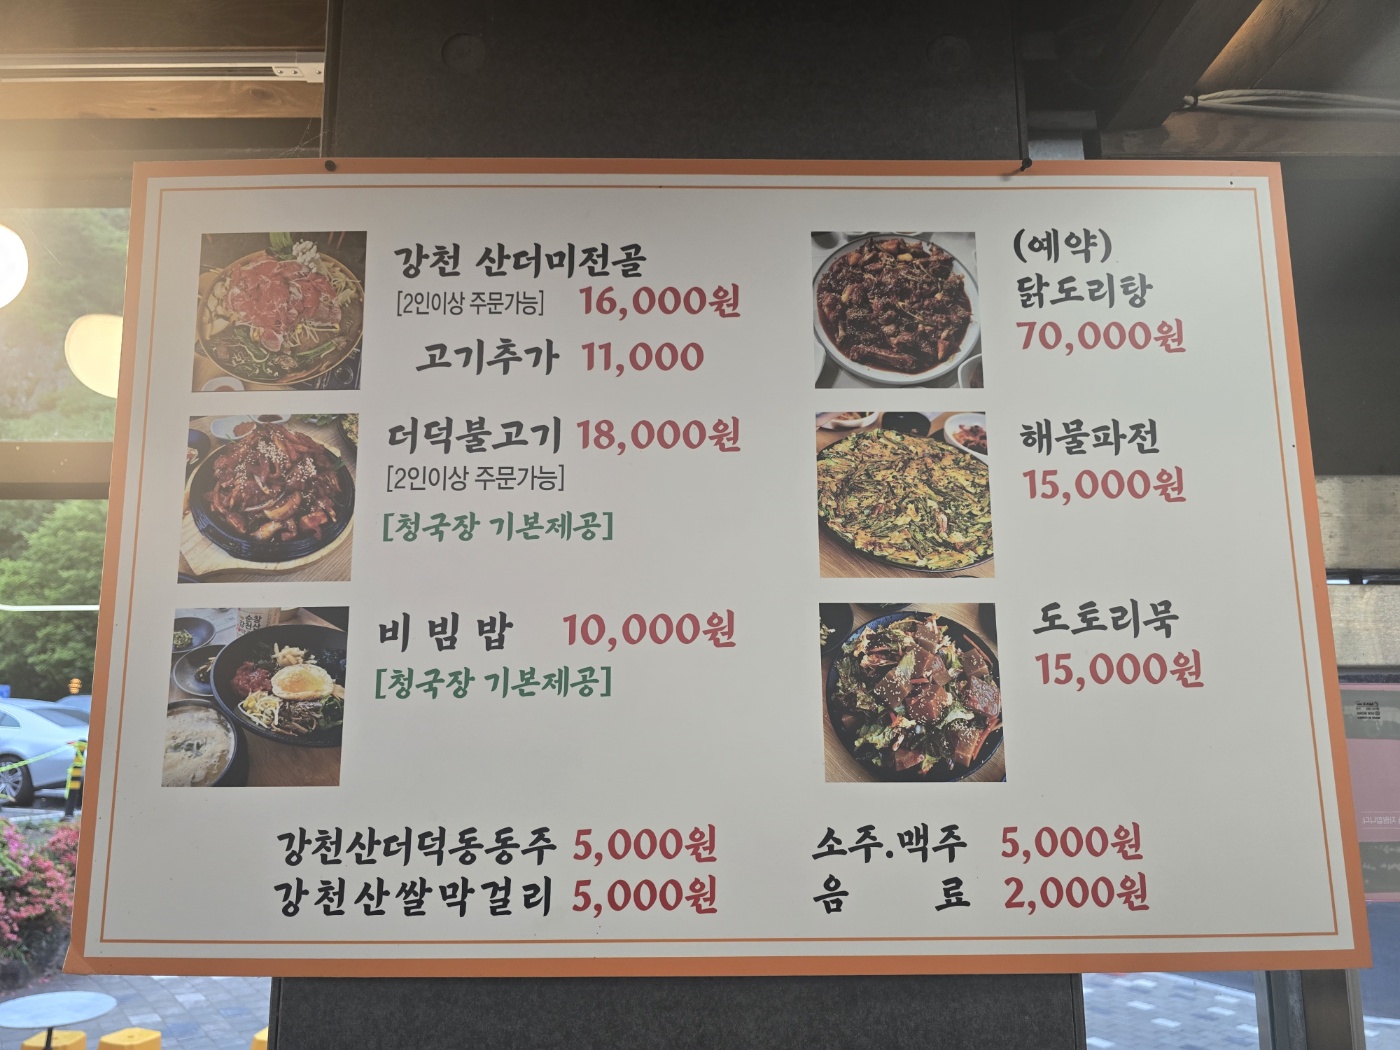 강천 산더미전골
[2인이상 주문가능] 16,000원
고기추가 11,000
더덕불고기 18,000원
[2인이상 주문가능]
[청국장 기본제공]
비빔밥 10,000원
[청국장 기본제공]
(예약)
닭도리탕
70,000원
해물파전
15,000원
도토리묵
15,000원
강천산더덕동동주 5,000원
강천산쌀막걸리 5,000원
소주.맥주 5,000원
음 료 2,000원